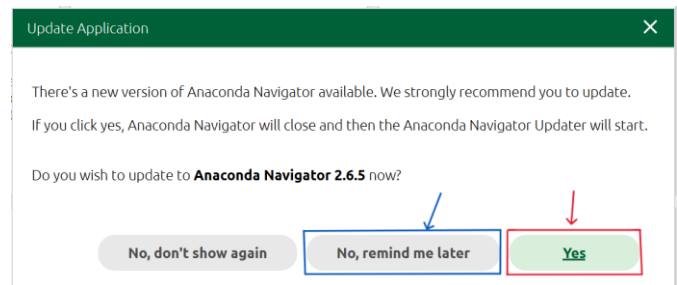 Update Application
There's a new version of Anaconda Navigator available. We strongly recommend you to update.
If you click yes, Anaconda Navigator will close and then the Anaconda Navigator Updater will start.
Do you wish to update to Anaconda Navigator 2.6.5 now?
No, don't show again No, remind me later Yes